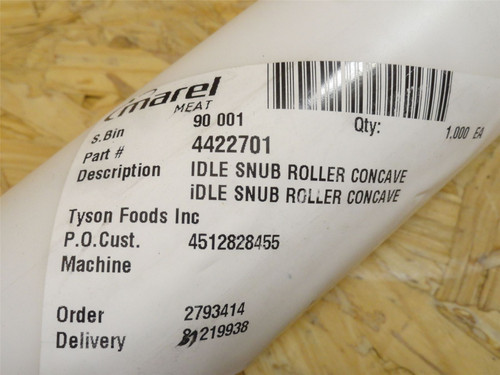 marel
MEAT
S.Bin 90 001
Qty: 1.000 EA
Part # 4422701
Description IDLE SNUB ROLLER CONCAVE
iDLE SNUB ROLLER CONCAVE
Tyson Foods Inc
P.O.Cust. 4512828455
Machine
Order 2793414
Delivery 81219938